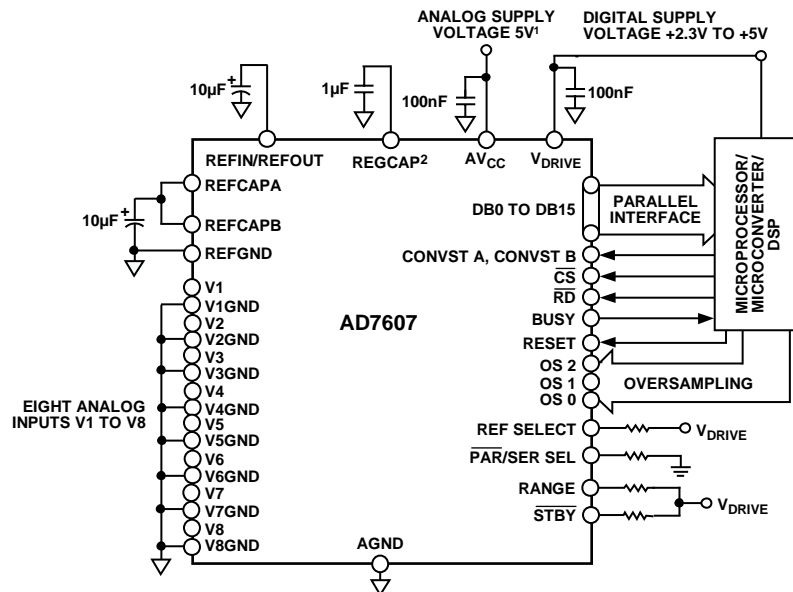 ANALOG SUPPLY
VOLTAGE 5V¹
DIGITAL SUPPLY
VOLTAGE +2.3V TO +5V
10µF
+
1µF
100nF
100nF
REFIN/REFOUT
REGCAP²
AVCC
VDRIVE
REFCAPA
10µF
+
REFCAPB
REFGND
DB0 TO DB15
PARALLEL
INTERFACE
MICROPROCESSOR/
MICROCONVERTER/
DSP
CONVST A, CONVST B
CS
RD
BUSY
RESET
OS 2
OS 1
OS 0
OVERSAMPLING
AD7607
V1
V1GND
V2
V2GND
V3
V3GND
V4
V4GND
V5
V5GND
V6
V6GND
V7
V7GND
V8
V8GND
EIGHT ANALOG
INPUTS V1 TO V8
REF SELECT
VDRIVE
PAR/SER SEL
RANGE
STBY
VDRIVE
AGND